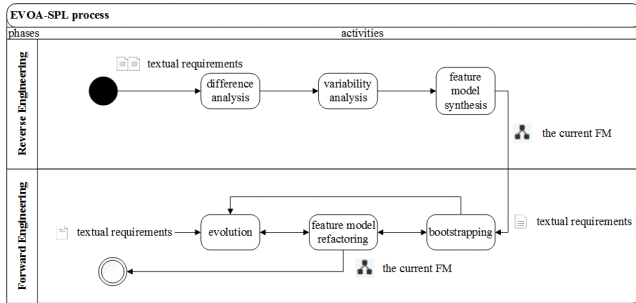 EVOA-SPL process
phases
activities
Reverse Engineering
textual requirements
difference
analysis
variability
analysis
feature
model
synthesis
the current FM
Forward Engineering
textual requirements
evolution
feature model
refactoring
bootstrapping
textual requirements
the current FM